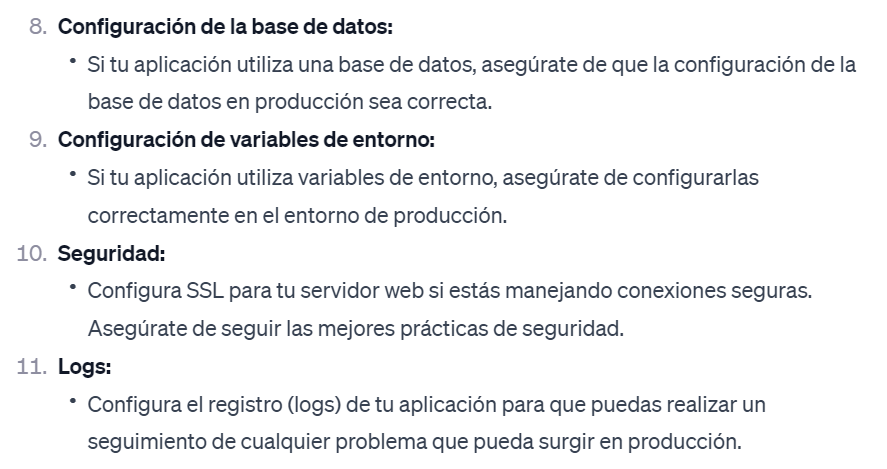 8. Configuración de la base de datos:
• Si tu aplicación utiliza una base de datos, asegúrate de que la configuración de la
base de datos en producción sea correcta.
9. Configuración de variables de entorno:
• Si tu aplicación utiliza variables de entorno, asegúrate de configurarlas
correctamente en el entorno de producción.
10. Seguridad:
• Configura SSL para tu servidor web si estás manejando conexiones seguras.
Asegúrate de seguir las mejores prácticas de seguridad.
11. Logs:
• Configura el registro (logs) de tu aplicación para que puedas realizar un
seguimiento de cualquier problema que pueda surgir en producción.